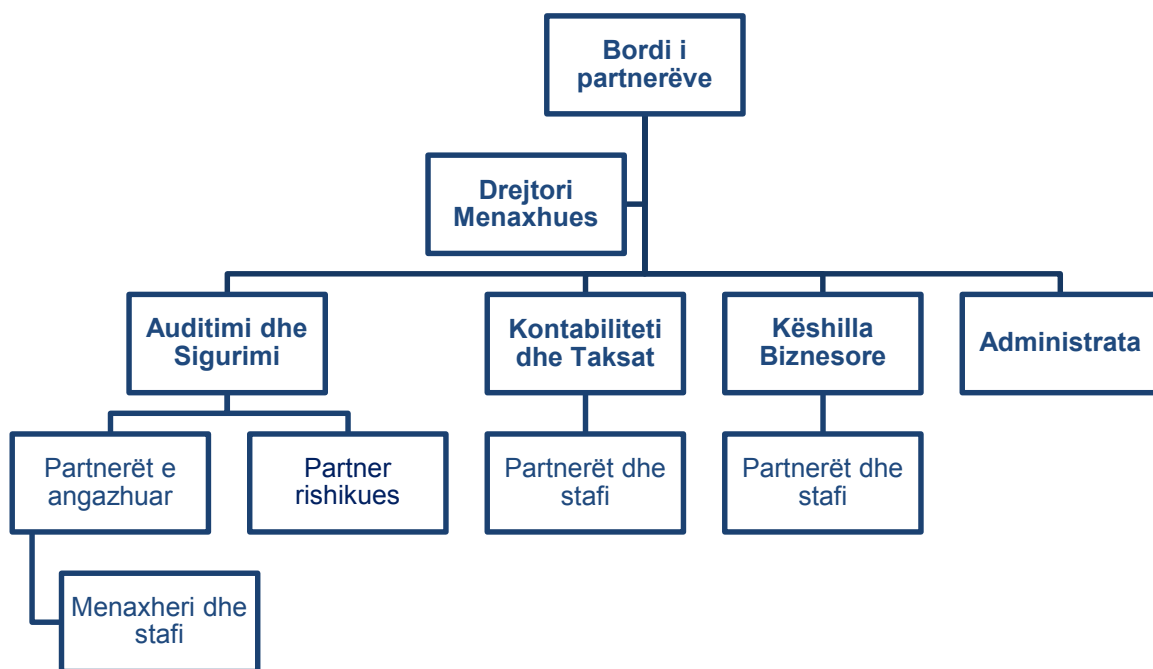 Bordi i
partnerëve
Drejtori
Menaxhues
Auditimi dhe
Sigurimi
Kontabiliteti
dhe Taksat
Këshilla
Biznesore
Administrata
Partnerët e
angazhuar
Partner
rishikues
Partnerët dhe
stafi
Partnerët dhe
stafi
Menaxheri dhe
stafi